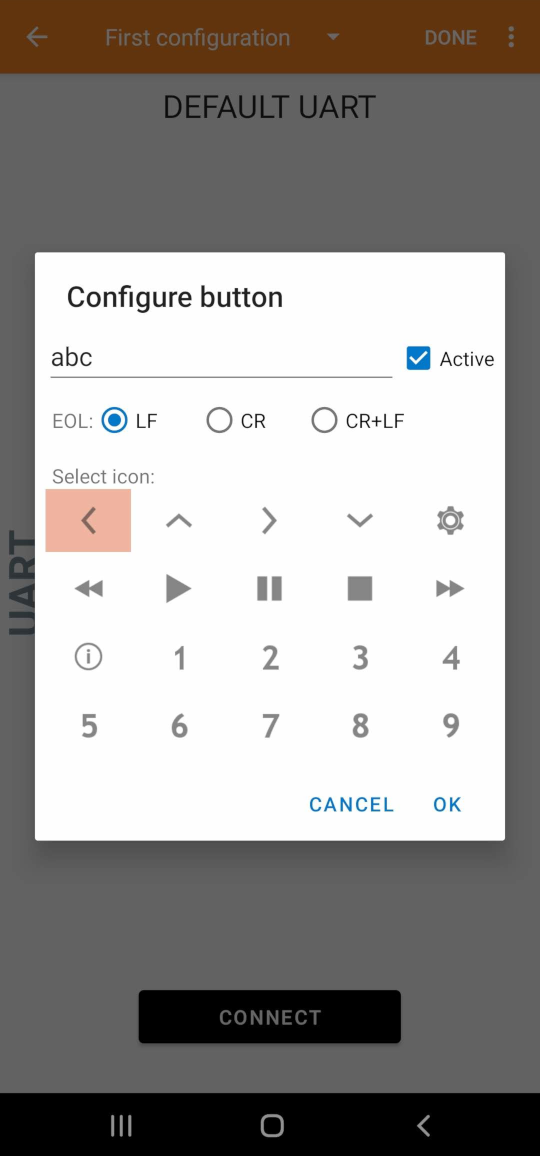 First configuration
DONE
DEFAULT UART
Configure button
abc
Active
EOL: LF CR CR+LF
Select icon:
1 2 3 4
5 6 7 8 9
UART
CANCEL OK
CONNECT